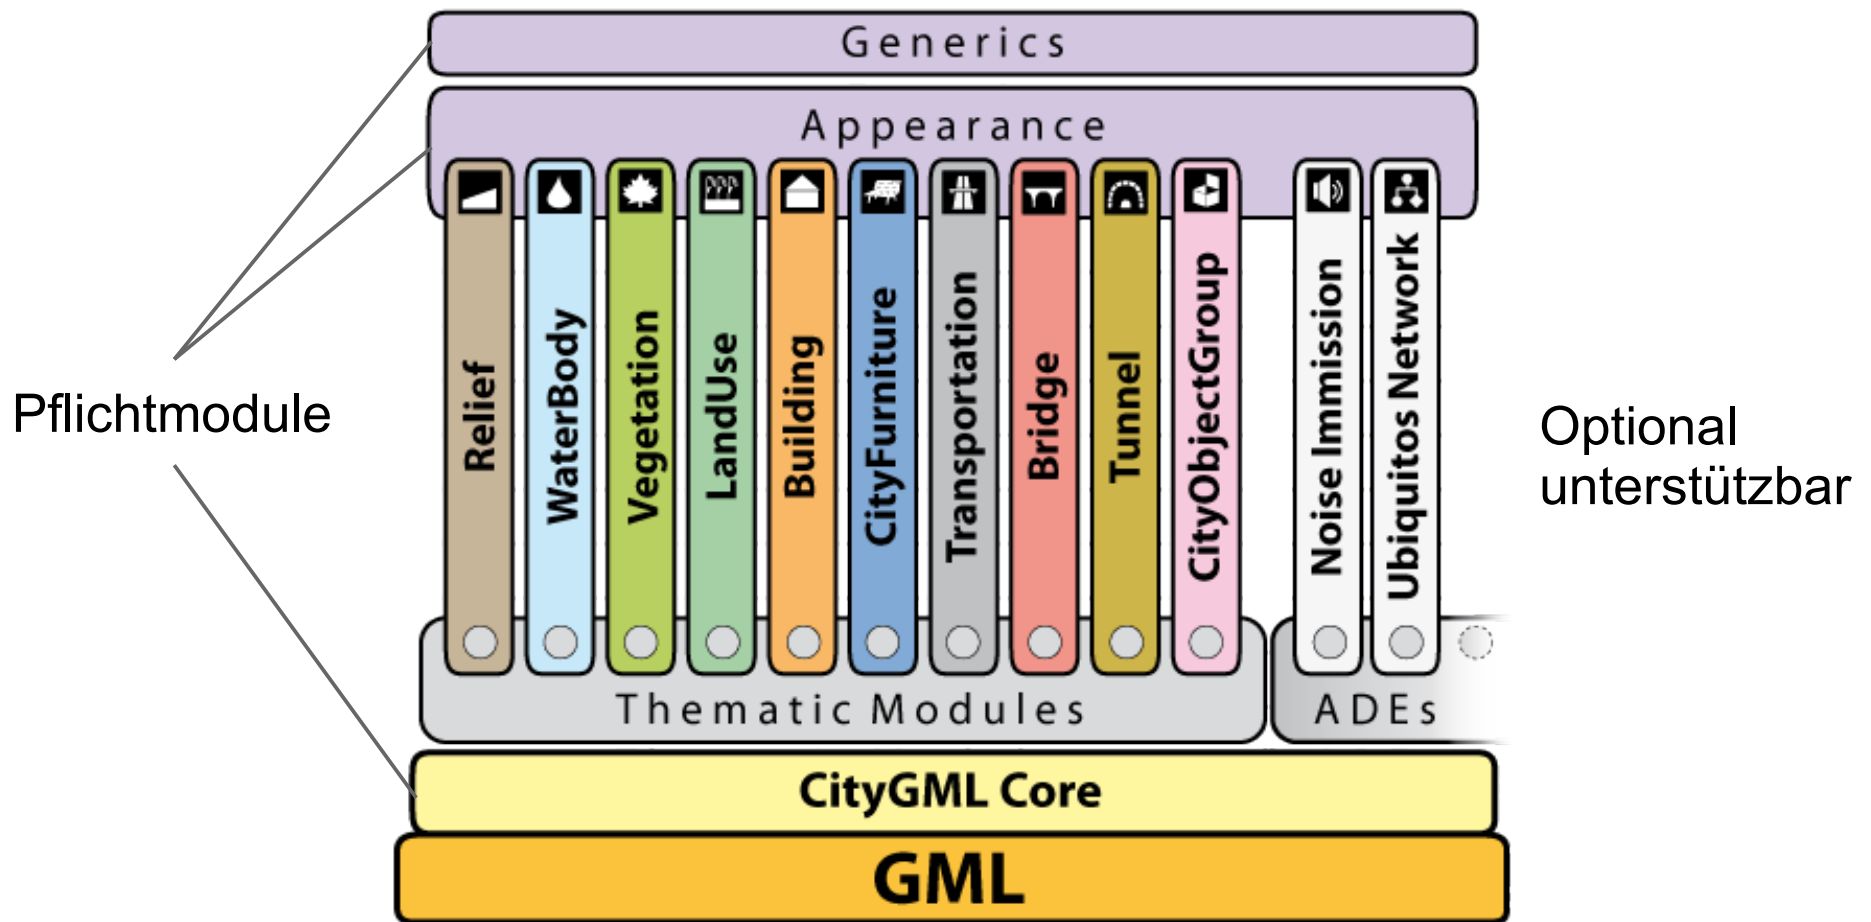 Generics
Appearance
Pflichtmodule
Relief
WaterBody
Vegetation
LandUse
Building
CityFurniture
Transportation
Bridge
Tunnel
CityObjectGroup
Noise Immission
Ubiquitos Network
Optional
unterstützbar
Thematic Modules
ADEs
CityGML Core
GML